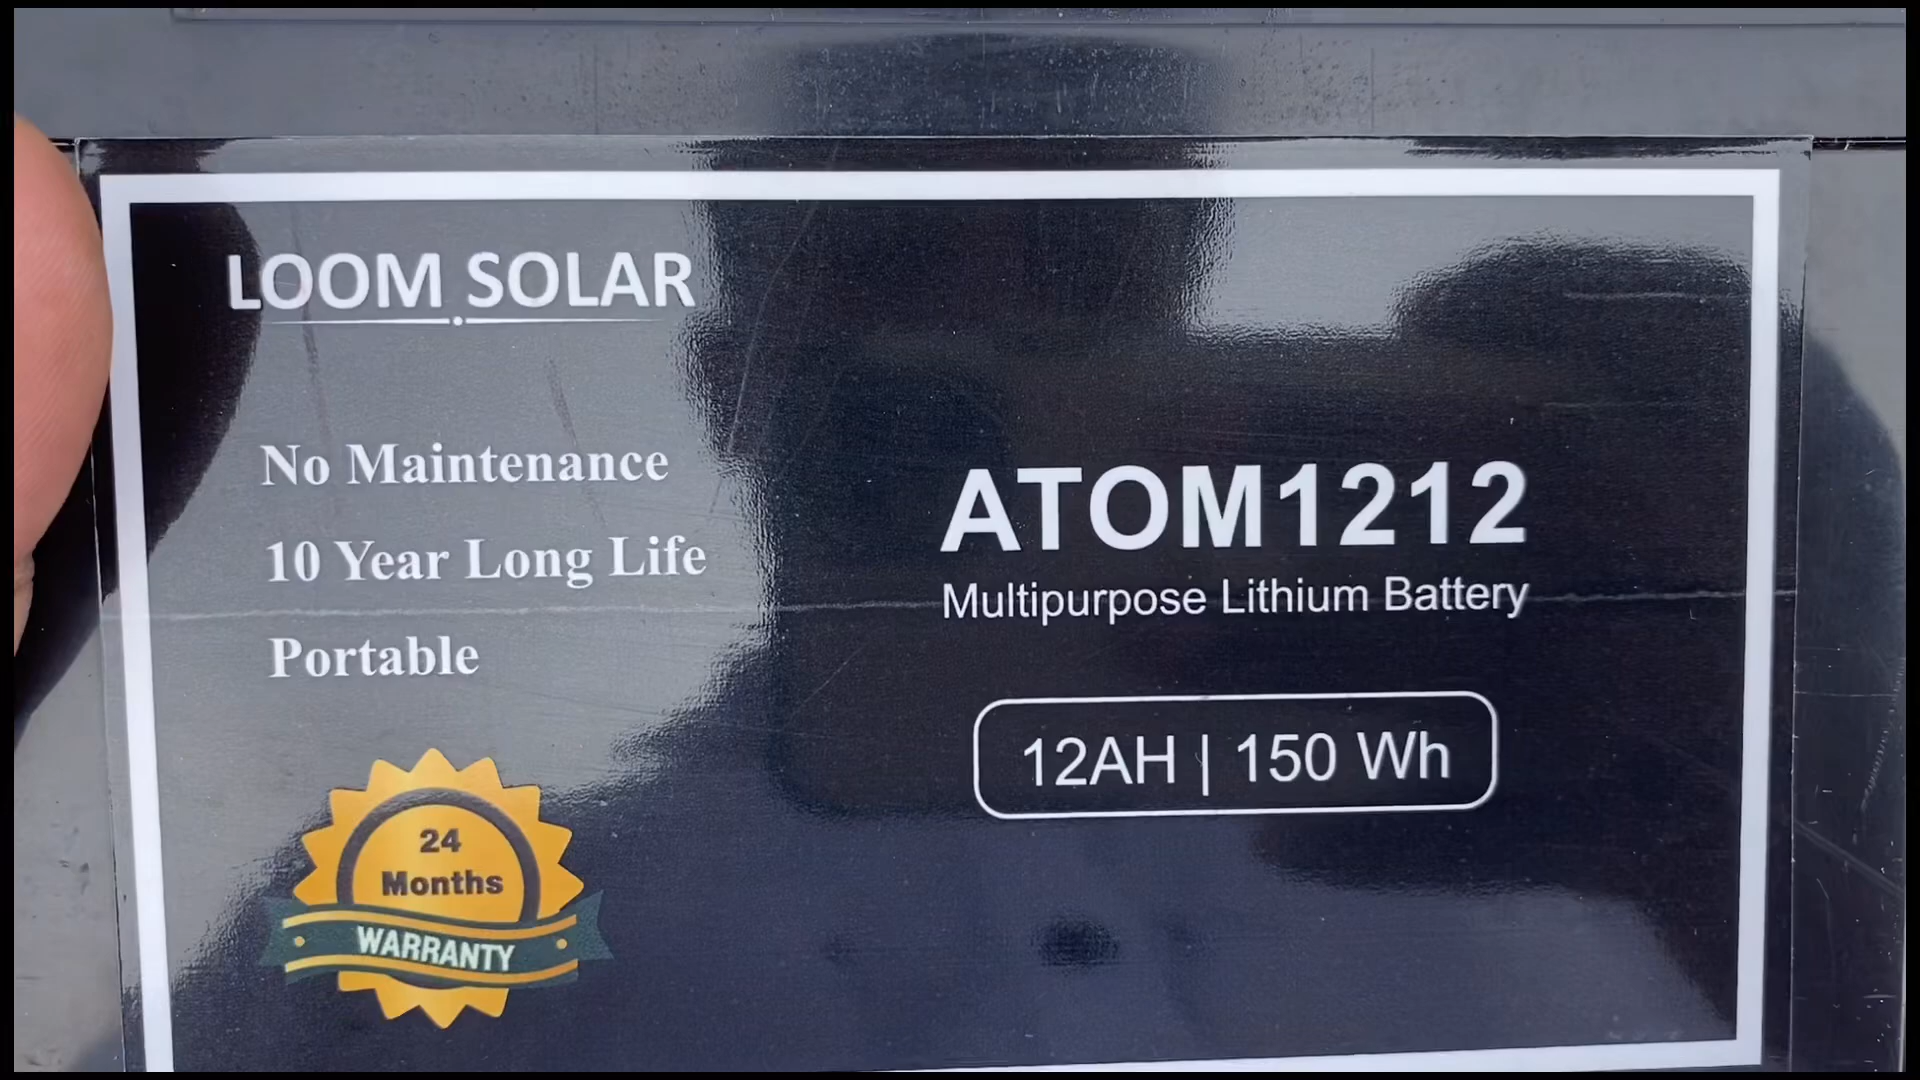 LOOM SOLAR
No Maintenance
10 Year Long Life
Portable
24
Months
WARRANTY
ATOM1212
Multipurpose Lithium Battery
12AH | 150 Wh